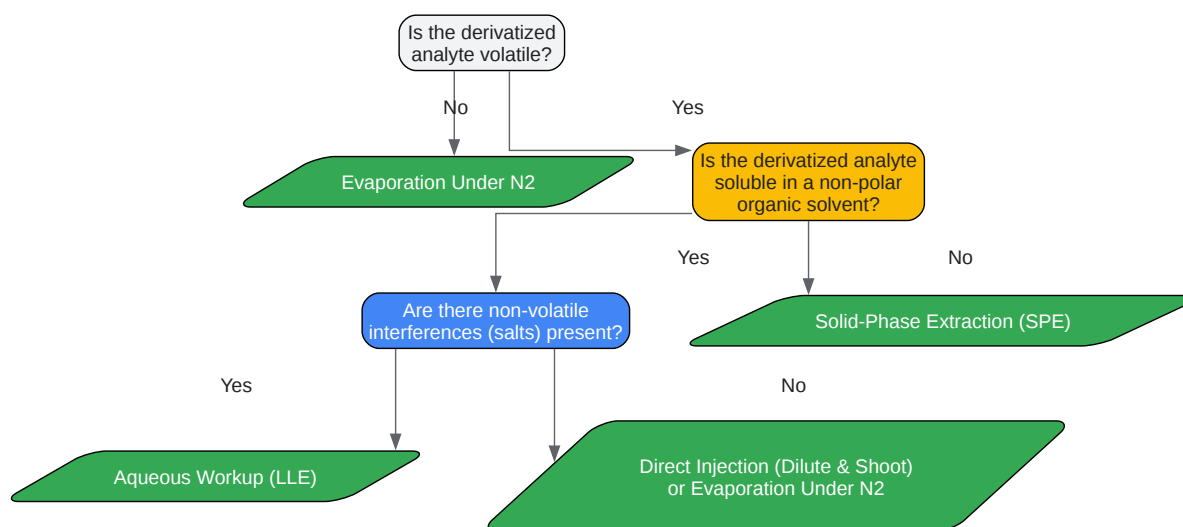 Is the derivatized
analyte volatile?
No
Yes
Evaporation Under N2
Is the derivatized analyte
soluble in a non-polar
organic solvent?
Yes
No
Are there non-volatile
interferences (salts) present?
Solid-Phase Extraction (SPE)
Yes
No
Aqueous Workup (LLE)
Direct Injection (Dilute & Shoot)
or Evaporation Under N2